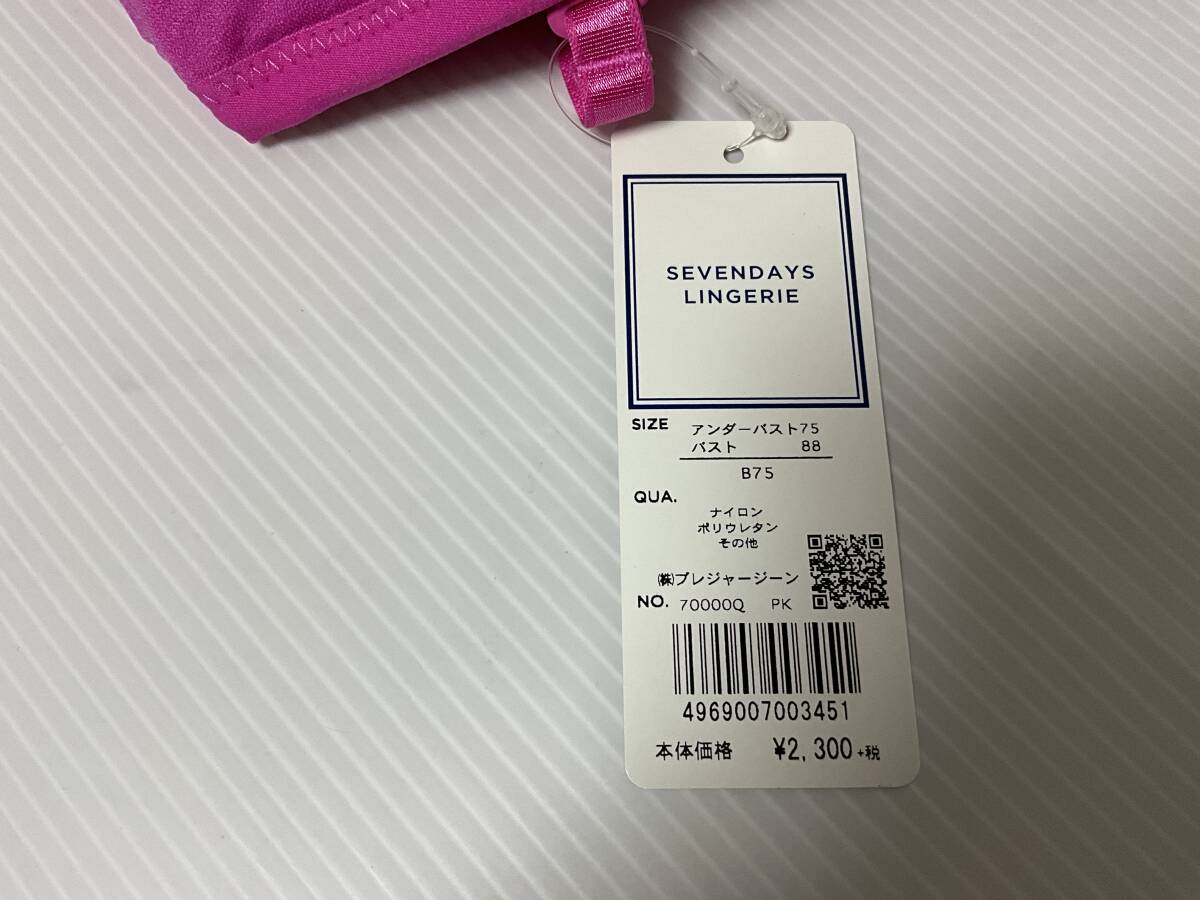 SEVENDAYS
LINGERIE
SIZE アンダーバスト75
バスト 88
B75
QUA.
ナイロン
ポリウレタン
その他
㈱プレジャージーン
NO. 70000Q PK
4969007003451
本体価格 ¥2,300+税